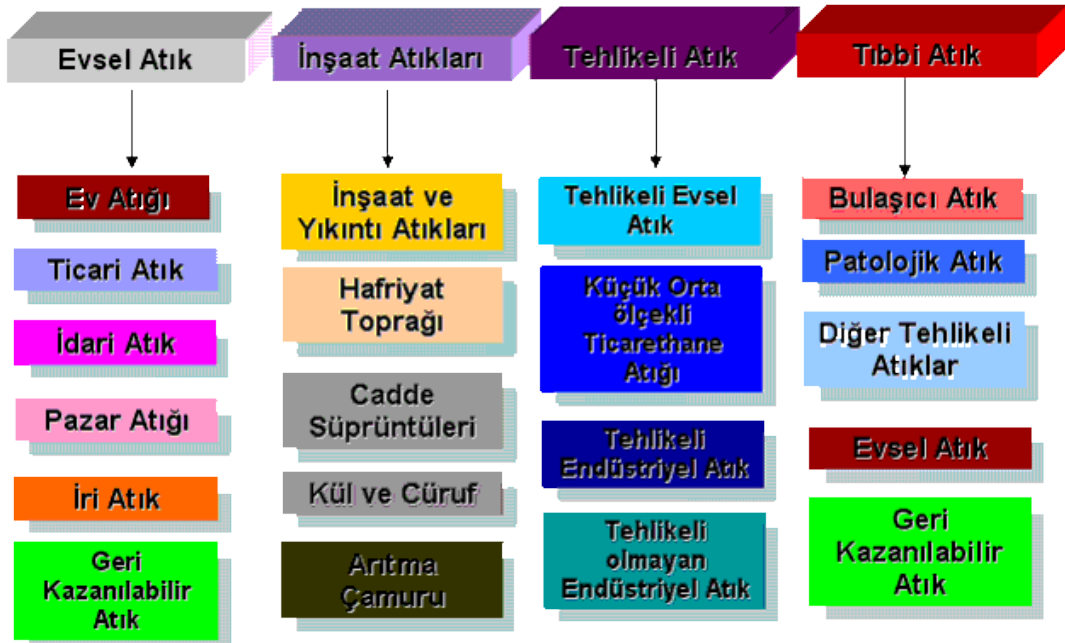 Evsel Atık
Ev Atığı
Ticari Atık
İdari Atık
Pazar Atığı
İri Atık
Geri
Kazanılabilir
Atık
İnşaat Atıkları
İnşaat ve
Yıkıntı Atıkları
Hafriyat
Toprağı
Cadde
Süprüntüleri
Kül ve Cüruf
Arıtma
Çamuru
Tehlikeli Atık
Tehlikeli Evsel
Atık
Küçük Orta
ölçekli
Ticarethane
Atığı
Tehlikeli
Endüstriyel Atık
Tehlikeli
olmayan
Endüstriyel Atık
Tıbbi Atık
Bulaşıcı Atık
Patolojik Atık
Diğer Tehlikeli
Atıklar
Evsel Atık
Geri
Kazanılabilir
Atık